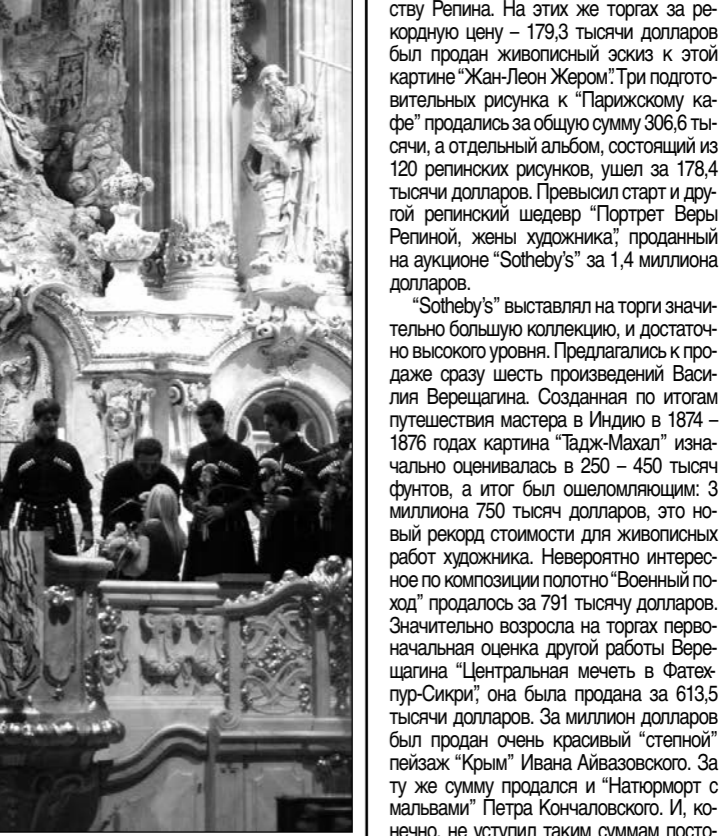 ству Репина. На этих же торгах за ре-
кордную цену – 179,3 тысячи долларов
был продан живописный эскиз к этой
картине “Жан-Леон Жером”. Три подгото-
вительных рисунка к “Парижскому ка-
фе” продались за общую сумму 306,6 ты-
сячи, а отдельный альбом, состоящий из
120 репинских рисунков, ушел за 178,4
тысячи долларов. Превысил старт и дру-
гой репинский шедевр “Портрет Веры
Репиной, жены художника”, проданный
на аукционе “Sotheby’s” за 1,4 миллиона
долларов.
“Sotheby’s” выставлял на торги значи-
тельно большую коллекцию, и достаточ-
но высокого уровня. Предлагались к про-
даже сразу шесть произведений Васи-
лия Верещагина. Созданная по итогам
путешествия мастера в Индию в 1874 –
1876 годах картина “Тадж-Махал” изна-
чально оценивалась в 250 – 450 тысяч
фунтов, а итог был ошеломляющим: 3
миллиона 750 тысяч долларов, это но-
вый рекорд стоимости для живописных
работ художника. Невероятно интерес-
ное по композиции полотно “Военный по-
ход” продалось за 791 тысячу долларов.
Значительно возросла на торгах перво-
начальная оценка другой работы Вере-
щагина “Центральная мечеть в Фатех-
пур-Сикри”, она была продана за 613,5
тысячи долларов. За миллион долларов
был продан очень красивый “степной”
пейзаж “Крым” Ивана Айвазовского. За
ту же сумму продался и “Натюрморт с
мальвами” Петра Кончаловского. И, ко-
нечно, не уступил таким суммам посто-